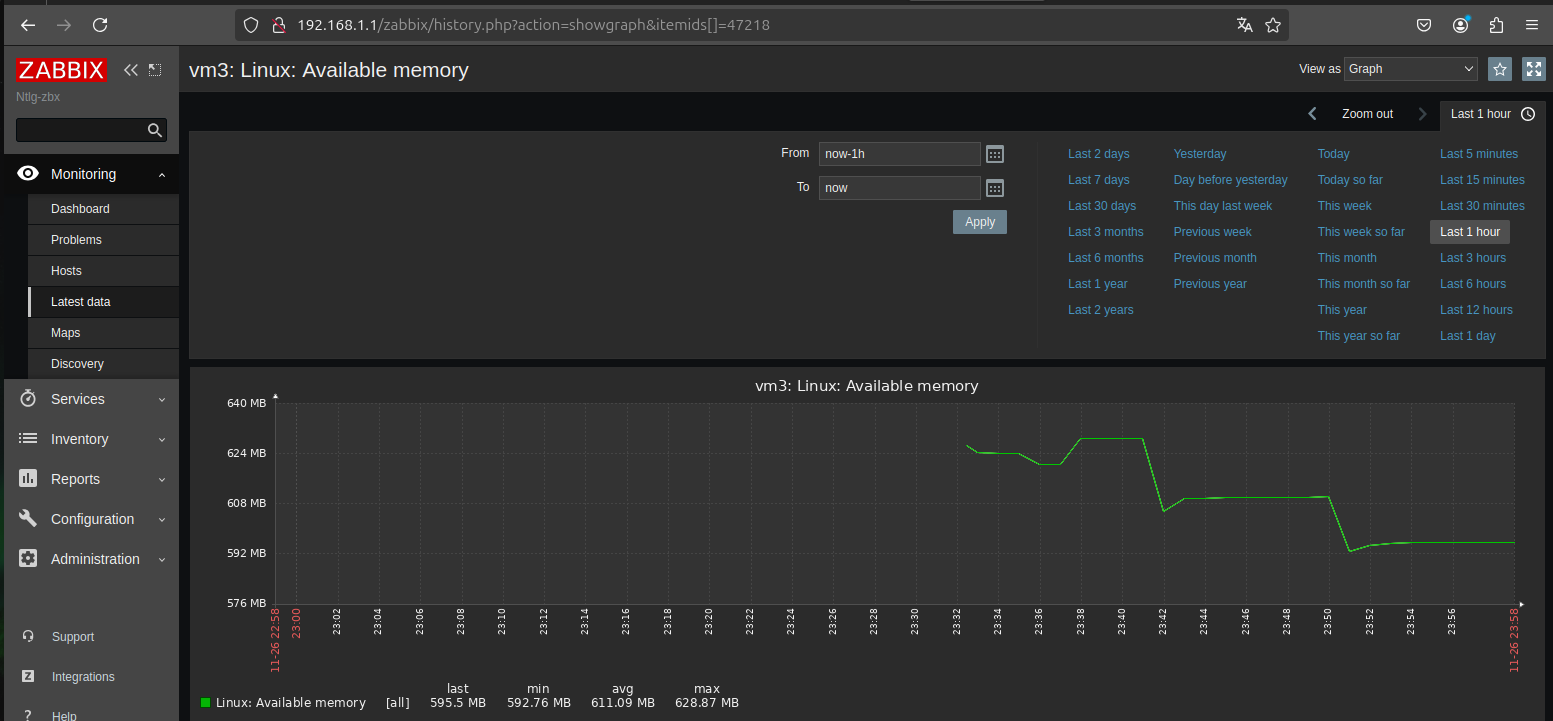 192.168.1.1/zabbix/history.php?action=showgraph&itemids[]=47218
ZABBIX
Ntlg-zbx
Monitoring
Dashboard
Problems
Hosts
Latest data
Maps
Discovery
Services
Inventory
Reports
Configuration
Administration
Support
Integrations
Help
vm3: Linux: Available memory
View as Graph
Zoom out
Last 1 hour
From now-1h
To now
Apply
Last 2 days Yesterday Today Last 5 minutes
Last 7 days Day before yesterday Today so far Last 15 minutes
Last 30 days This day last week This week Last 30 minutes
Last 3 months Previous week This week so far Last 1 hour
Last 6 months Previous month This month Last 3 hours
Last 1 year Previous year This month so far Last 6 hours
Last 2 years This year Last 12 hours
This year so far Last 1 day
vm3: Linux: Available memory
640 MB
624 MB
608 MB
592 MB
576 MB
11-26 22:58 23:00 23:02 23:04 23:06 23:08 23:10 23:12 23:14 23:16 23:18 23:20 23:22 23:24 23:26 23:28 23:30 23:32 23:34 23:36 23:38 23:40 23:42 23:44 23:46 23:48 23:50 23:52 23:54 23:56 11-26 23:58
last min avg max
Linux: Available memory [all] 595.5 MB 592.76 MB 611.09 MB 628.87 MB